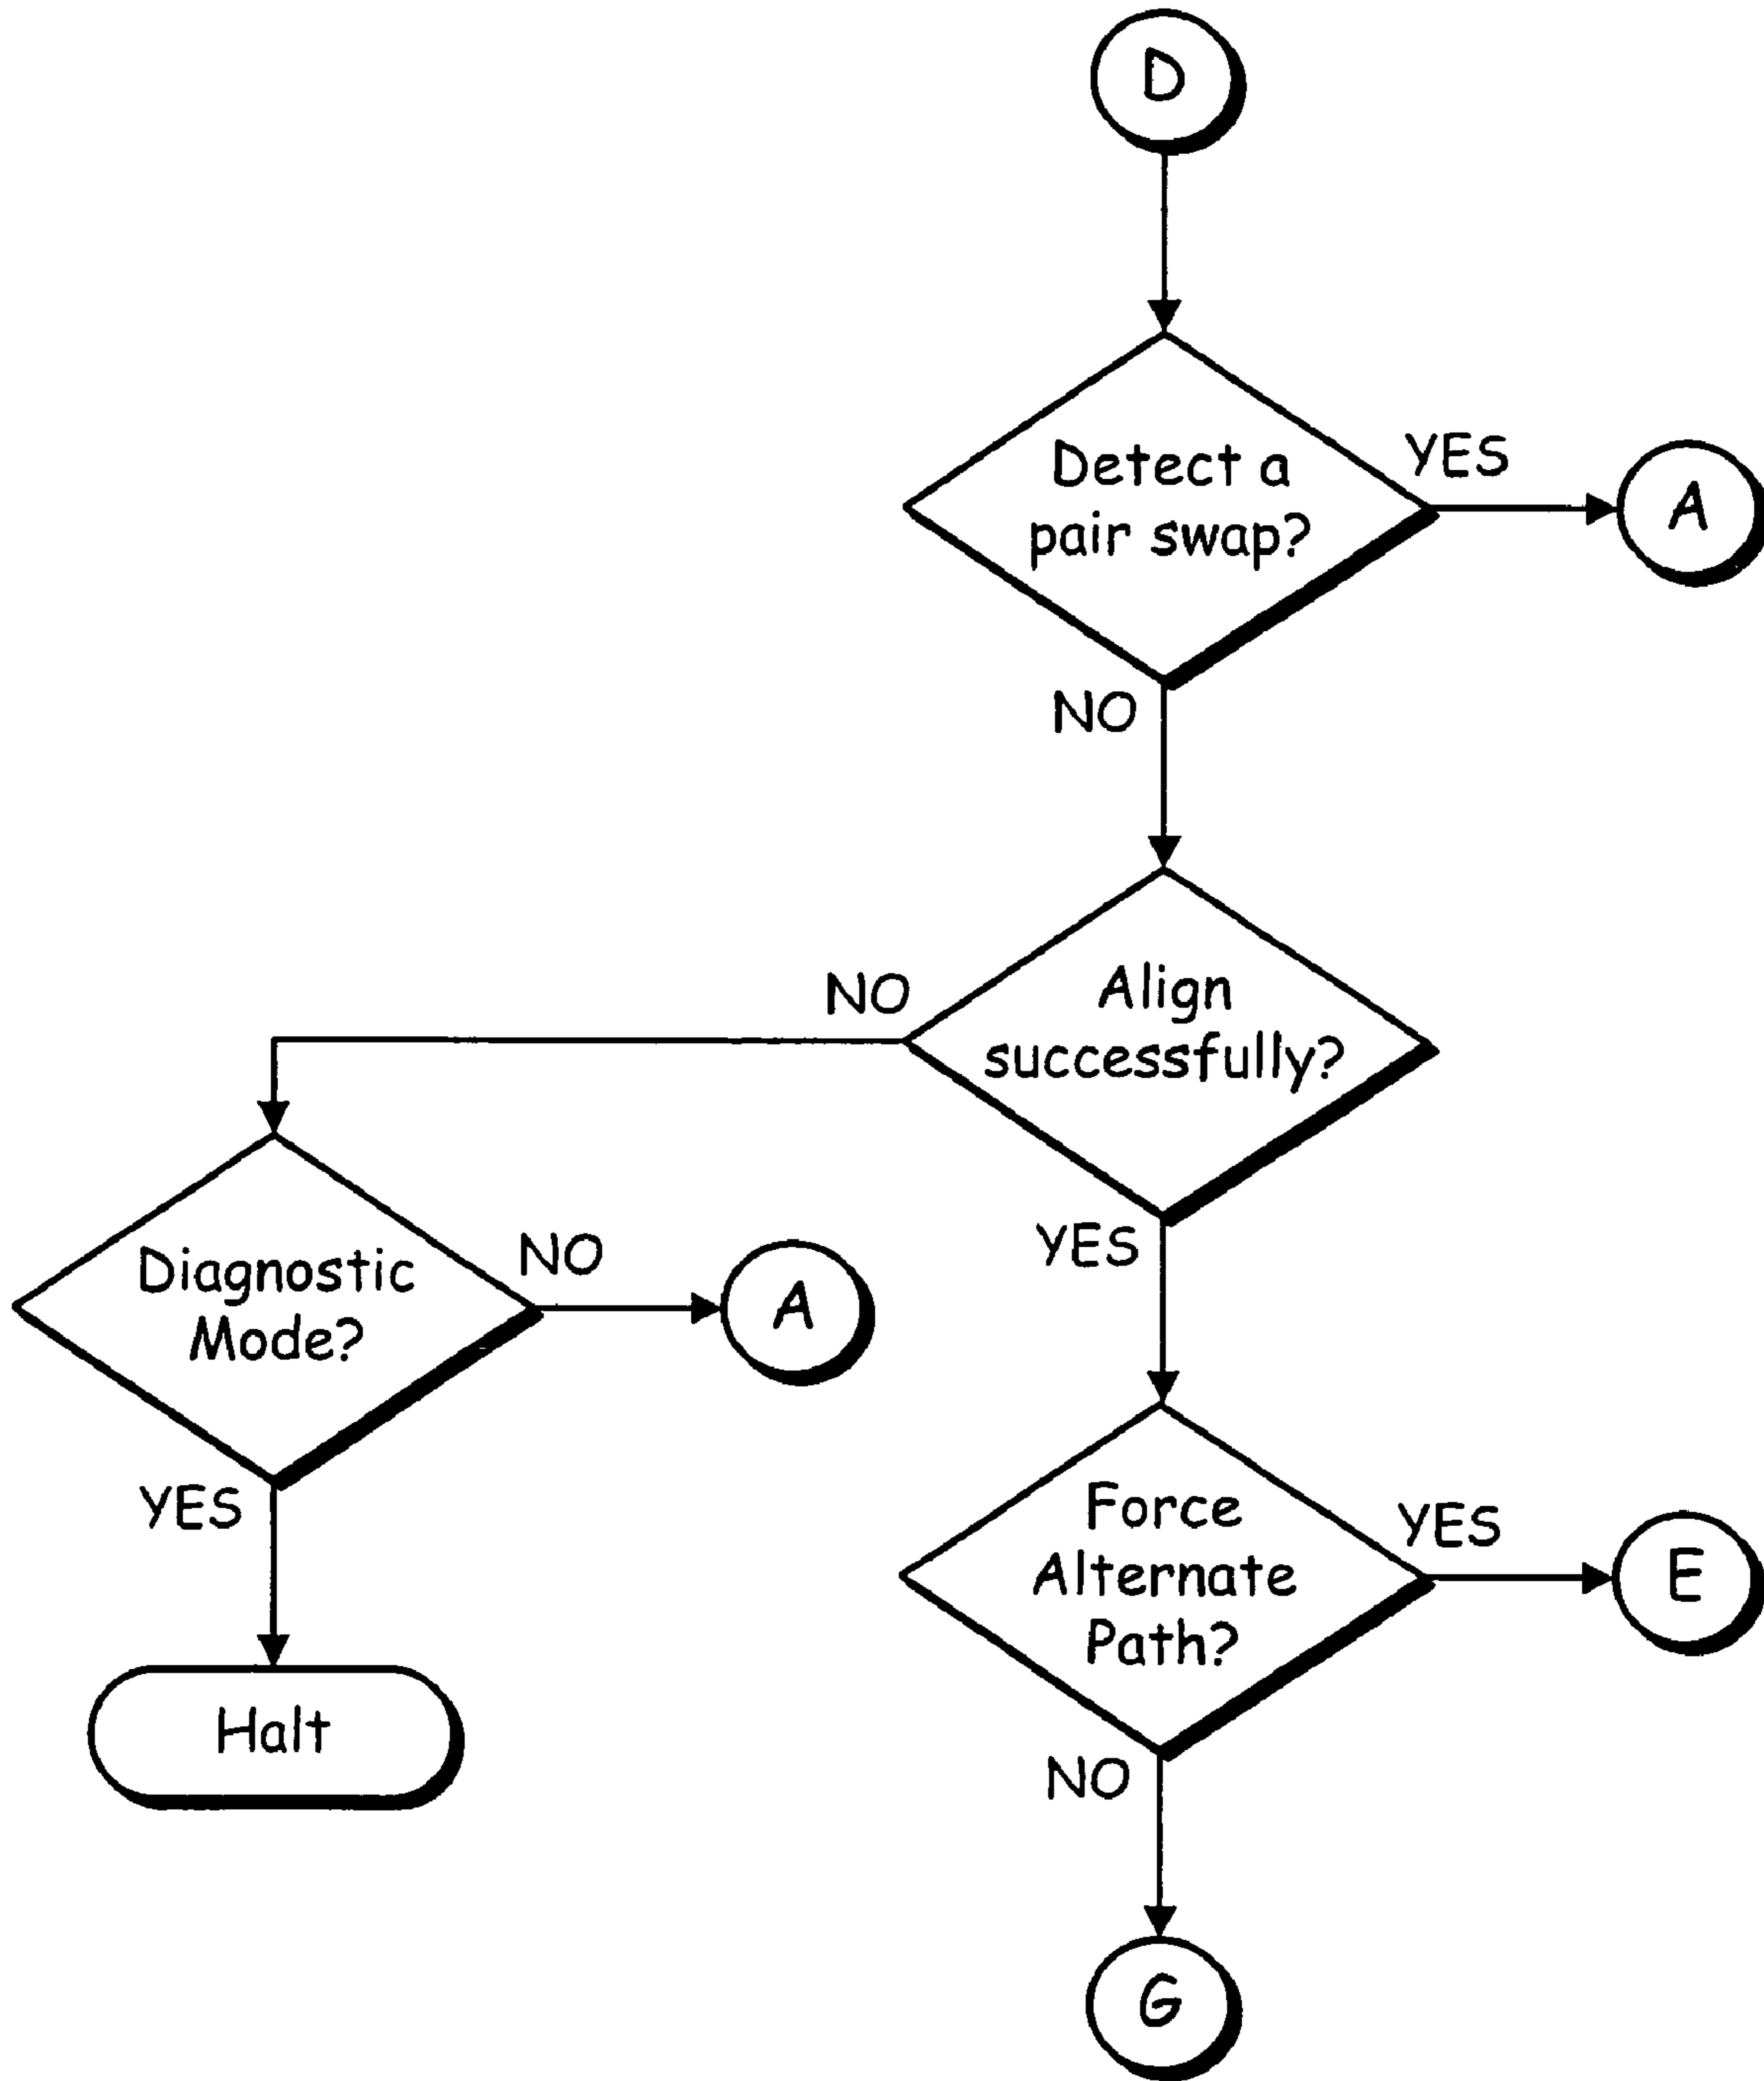 D
Detect a
pair swap?
YES
A
NO
Align
successfully?
NO
YES
Diagnostic
Mode?
NO
A
YES
Halt
Force
Alternate
Path?
YES
E
NO
G